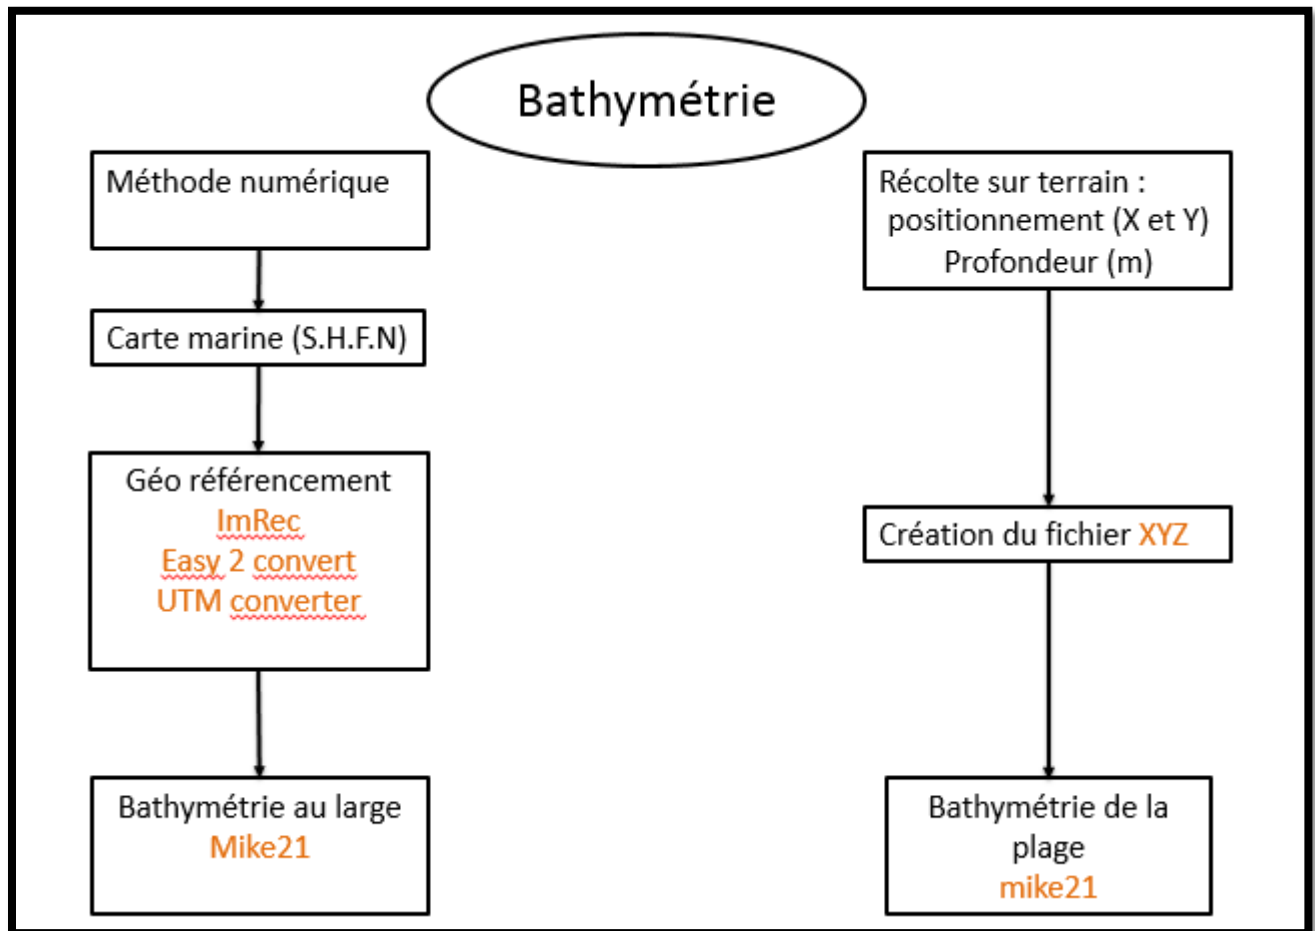 Bathymétrie
Méthode numérique
Carte marine (S.H.F.N)
Géo référencement
ImRec
Easy 2 convert
UTM converter
Bathymétrie au large
Mike21
Récolte sur terrain :
positionnement (X et Y)
Profondeur (m)
Création du fichier XYZ
Bathymétrie de la
plage
mike21